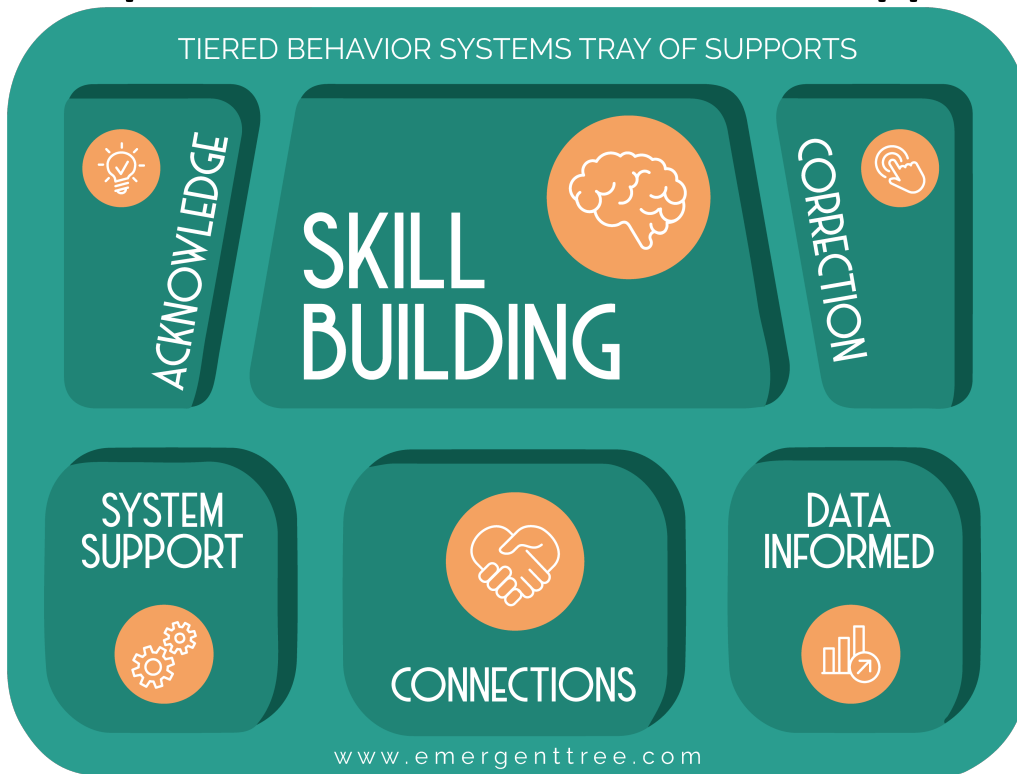 TIERED BEHAVIOR SYSTEMS TRAY OF SUPPORTS
ACKNOWLEDGE
SKILL
BUILDING
CORRECTION
SYSTEM
SUPPORT
CONNECTIONS
DATA
INFORMED
www.emergenttree.com